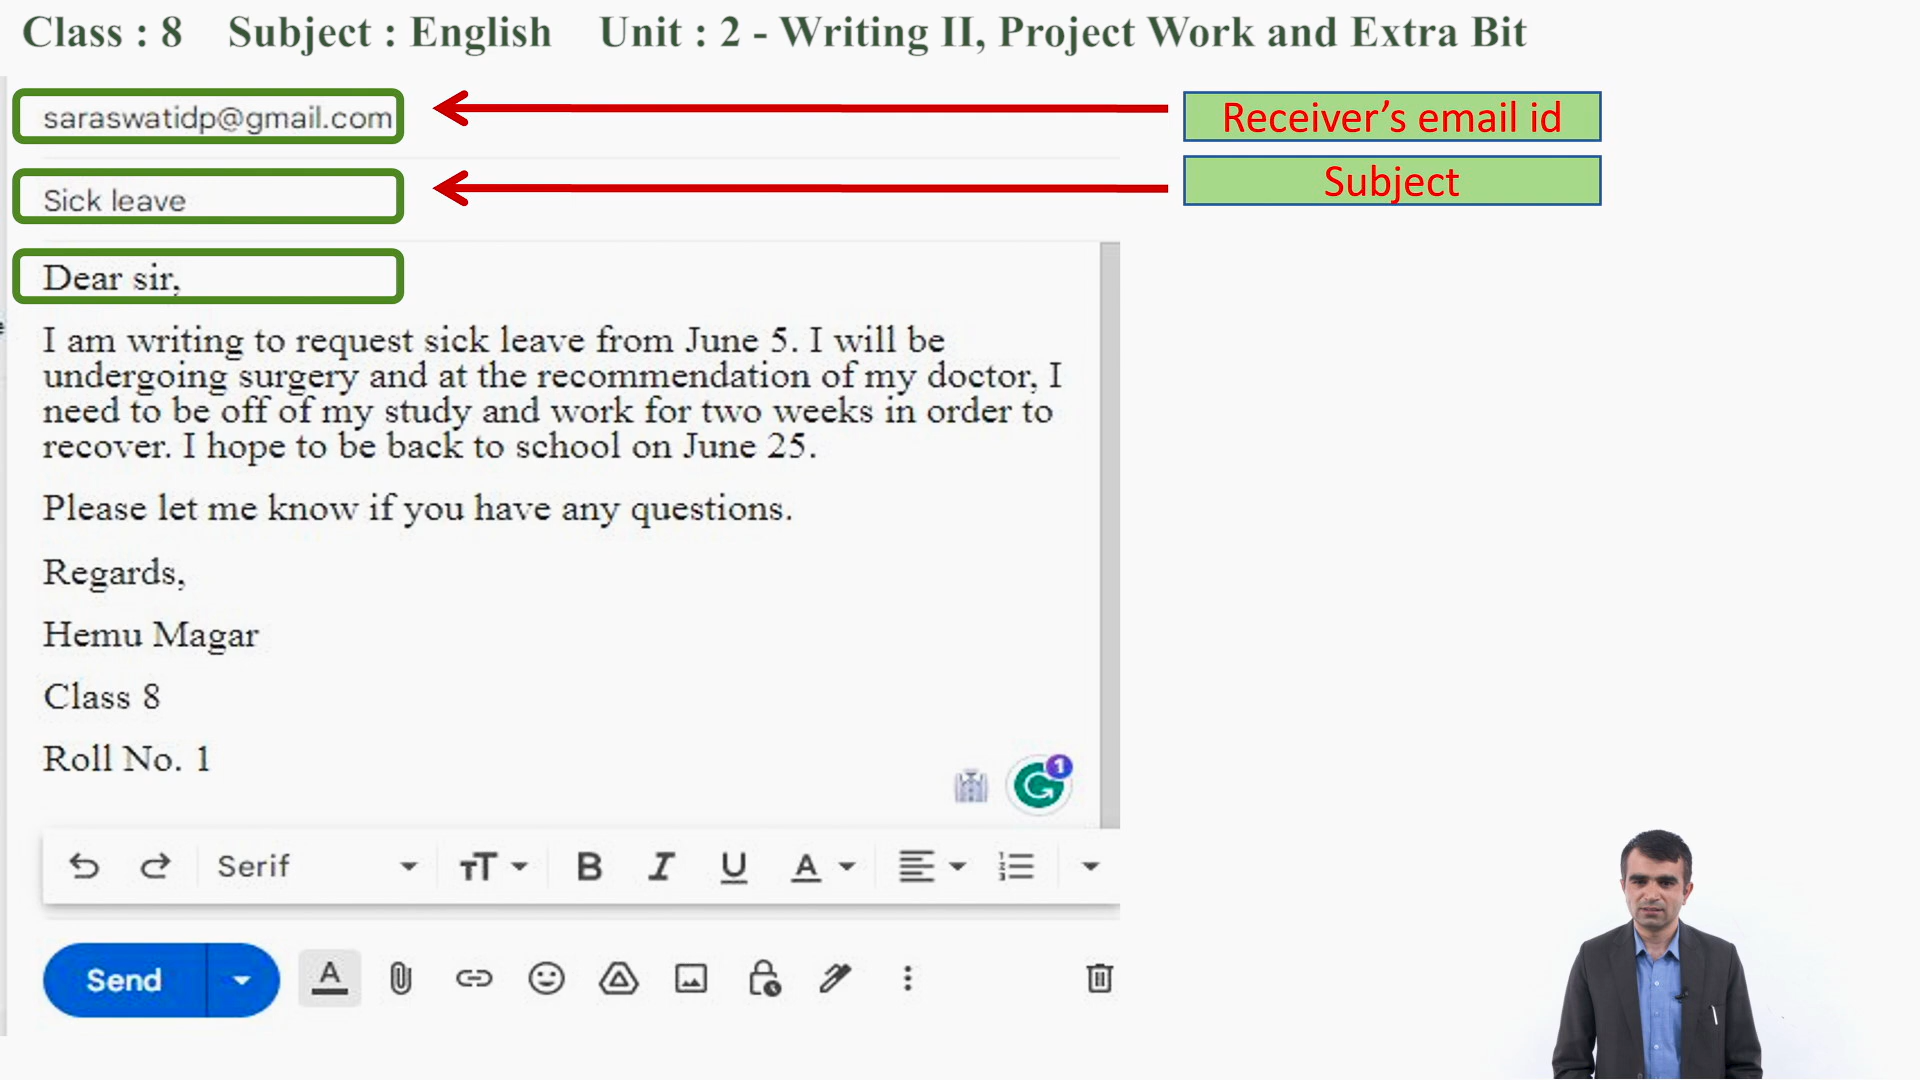 Class : 8 Subject : English Unit : 2 - Writing II, Project Work and Extra Bit
saraswatidp@gmail.com
Receiver’s email id
Sick leave
Subject
Dear sir,
I am writing to request sick leave from June 5. I will be
undergoing surgery and at the recommendation of my doctor, I
need to be off of my study and work for two weeks in order to
recover. I hope to be back to school on June 25.
Please let me know if you have any questions.
Regards,
Hemu Magar
Class 8
Roll No. 1
1
Serif
Send